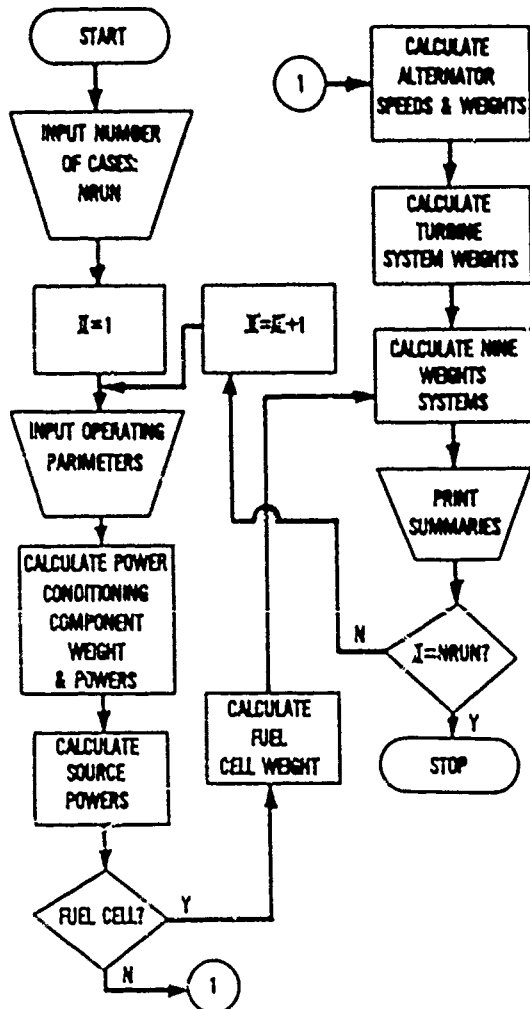 START
INPUT NUMBER
OF CASES:
NRUN
I=1
I=I+1
INPUT OPERATING
PARIMETERS
CALCULATE POWER
CONDITIONING
COMPONENT
WEIGHT
& POWERS
CALCULATE
SOURCE
POWERS
FUEL CELL?
Y
N
1
CALCULATE
FUEL
CELL WEIGHT
1
CALCULATE
ALTERNATOR
SPEEDS & WEIGHTS
CALCULATE
TURBINE
SYSTEM WEIGHTS
CALCULATE NINE
WEIGHTS
SYSTEMS
PRINT
SUMMARIES
I=NRUN?
N
Y
STOP